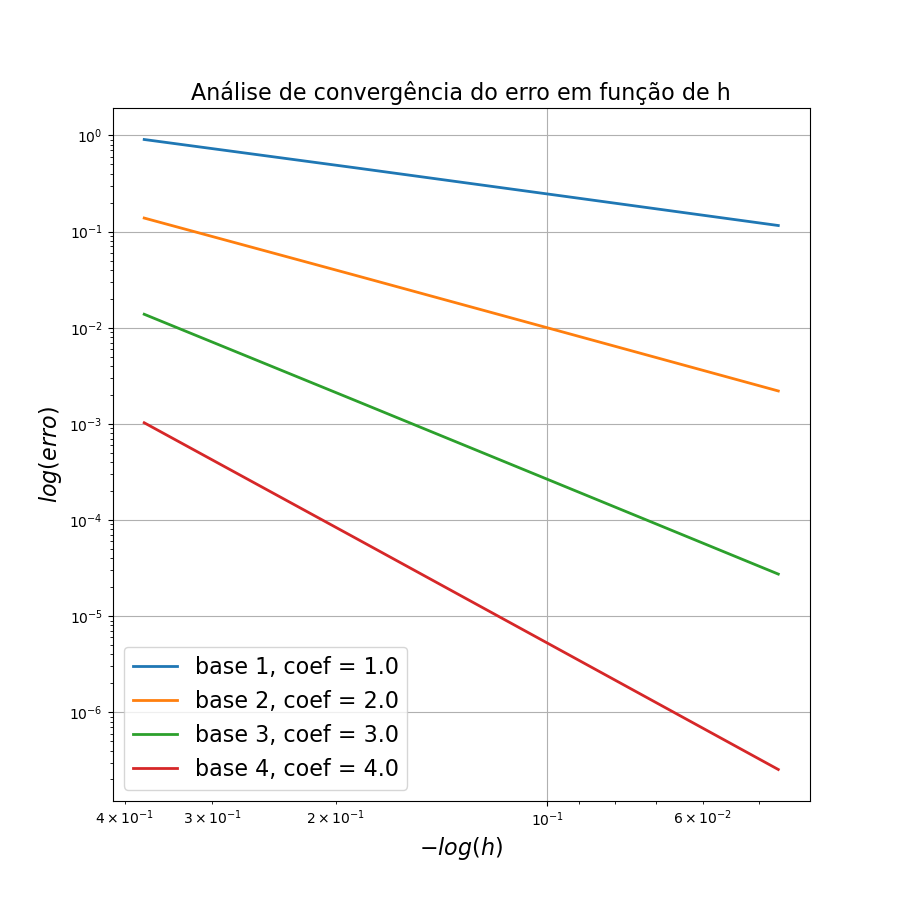 Análise de convergência do erro em função de h
log(erro)
10⁰
10⁻¹
10⁻²
10⁻³
10⁻⁴
10⁻⁵
10⁻⁶
base 1, coef = 1.0
base 2, coef = 2.0
base 3, coef = 3.0
base 4, coef = 4.0
4 × 10⁻¹ 3 × 10⁻¹ 2 × 10⁻¹ 10⁻¹ 6 × 10⁻²
−log(h)